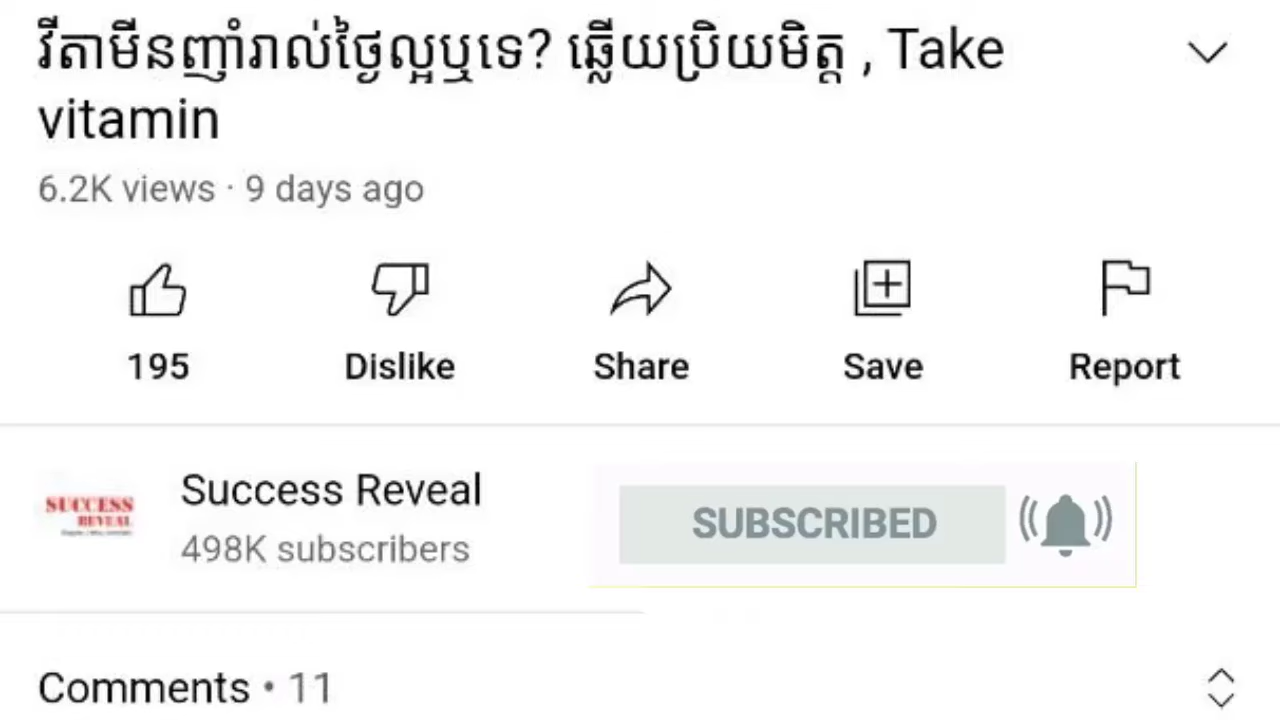 វីតាមីនញ៉ាំរាល់ថ្ងៃល្អឬទេ? ឆ្លើយប្រិយមិត្ត , Take
vitamin
6.2K views · 9 days ago
195
Dislike
Share
Save
Report
SUCCESS
REVEAL
Success Reveal
498K subscribers
SUBSCRIBED
Comments • 11